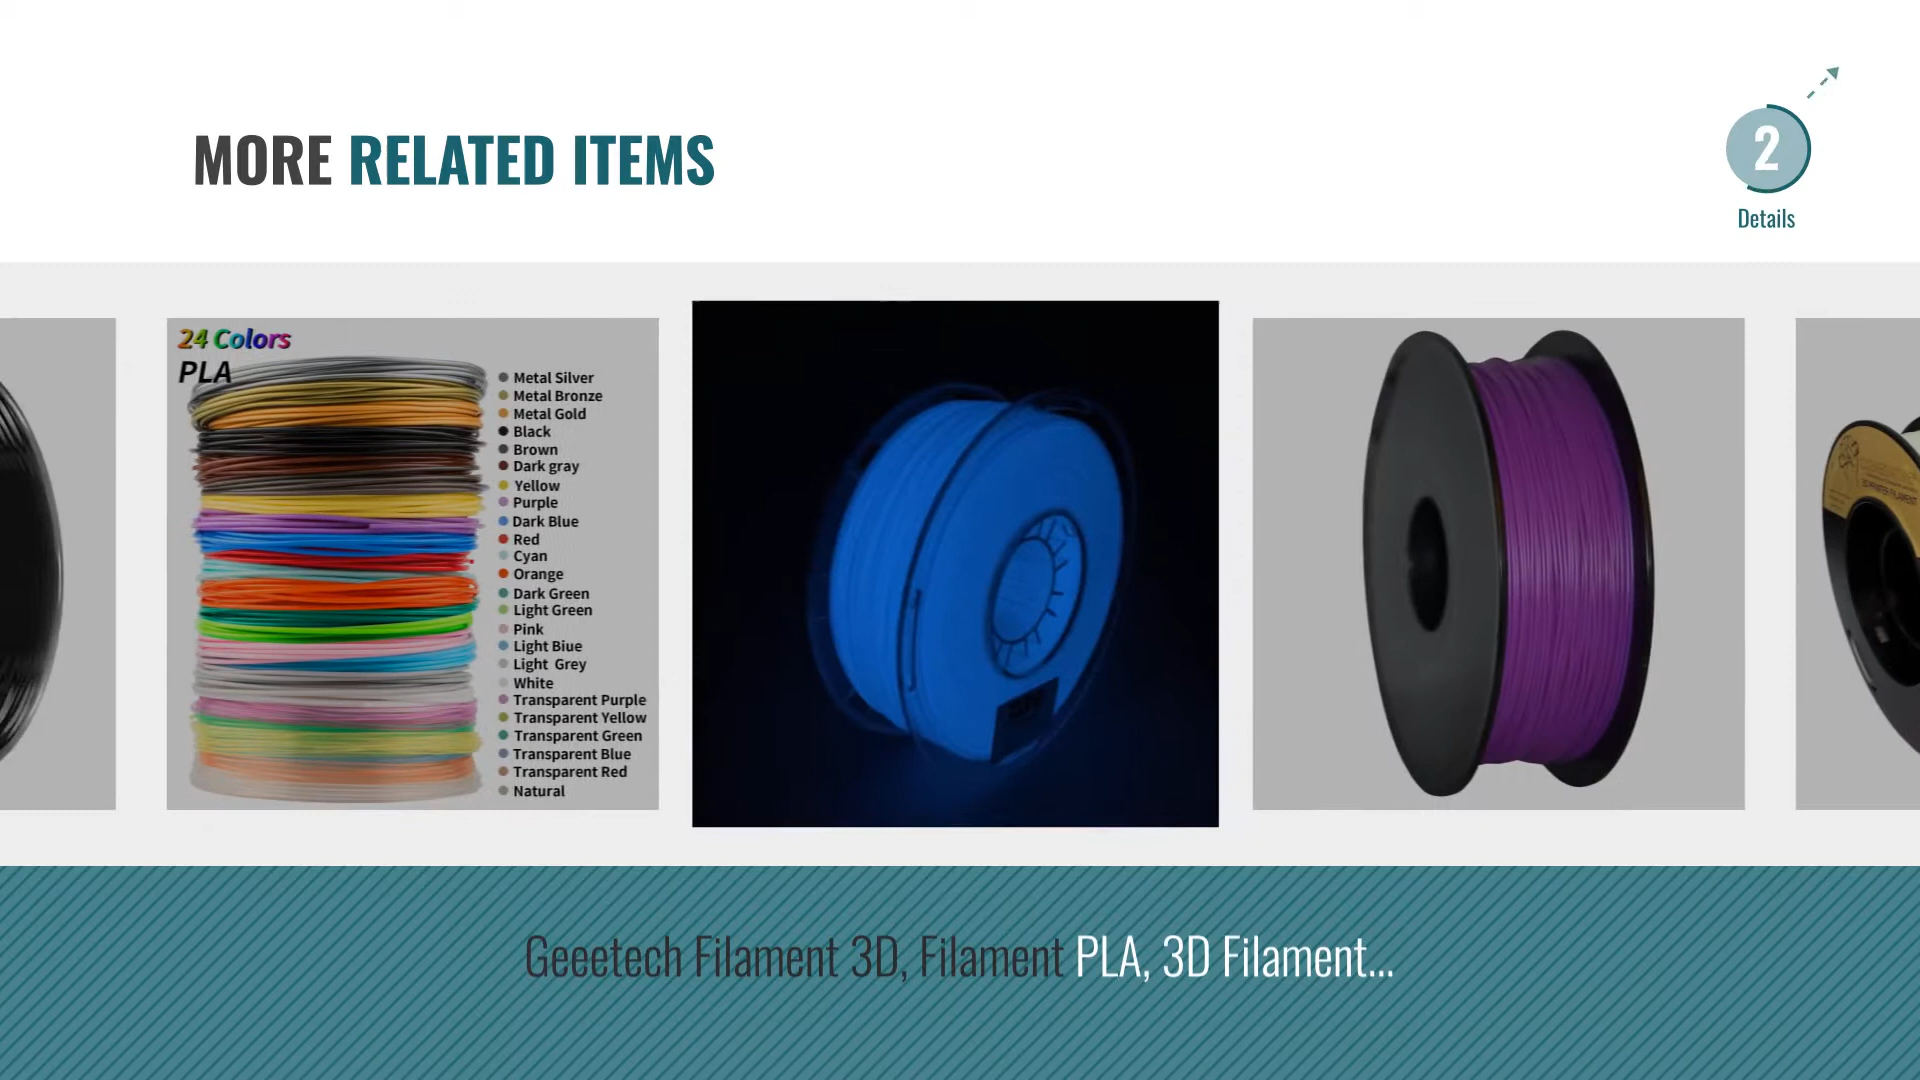 MORE RELATED ITEMS
2
Details
24 Colors
PLA
Metal Silver
Metal Bronze
Metal Gold
Black
Brown
Dark gray
Yellow
Purple
Dark Blue
Red
Cyan
Orange
Dark Green
Light Green
Pink
Light Biue
Light Grey
White
Transparent Purple
Transparent Yellow
Transparent Green
Transparent Blue
Transparent Red
Natural
Geeetech Filament 3D, Filament PLA, 3D Filament...